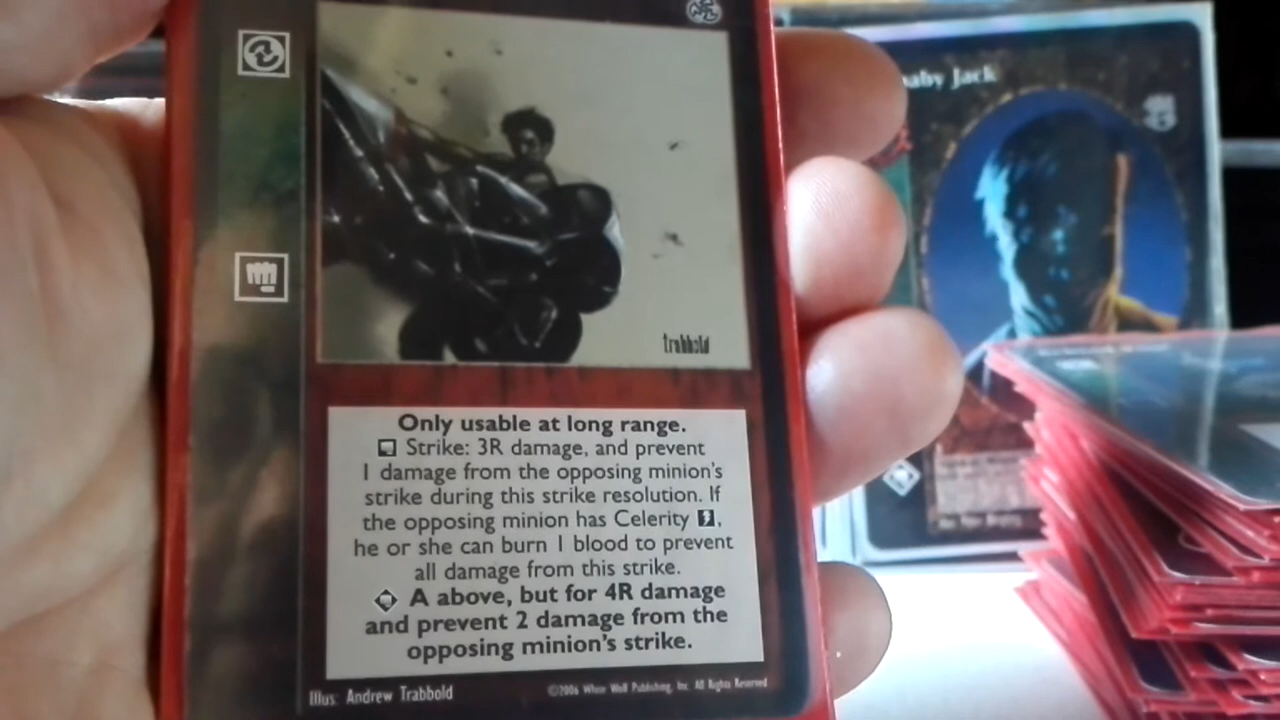 aby Jack
trabbold
Only usable at long range.
Strike: 3R damage, and prevent
1 damage from the opposing minion's
strike during this strike resolution. If
the opposing minion has Celerity ,
he or she can burn 1 blood to prevent
all damage from this strike.
A above, but for 4R damage
and prevent 2 damage from the
opposing minion's strike.
Illus: Andrew Trabbold
©2006 White Wolf Publishing, Inc. All Rights Reserved